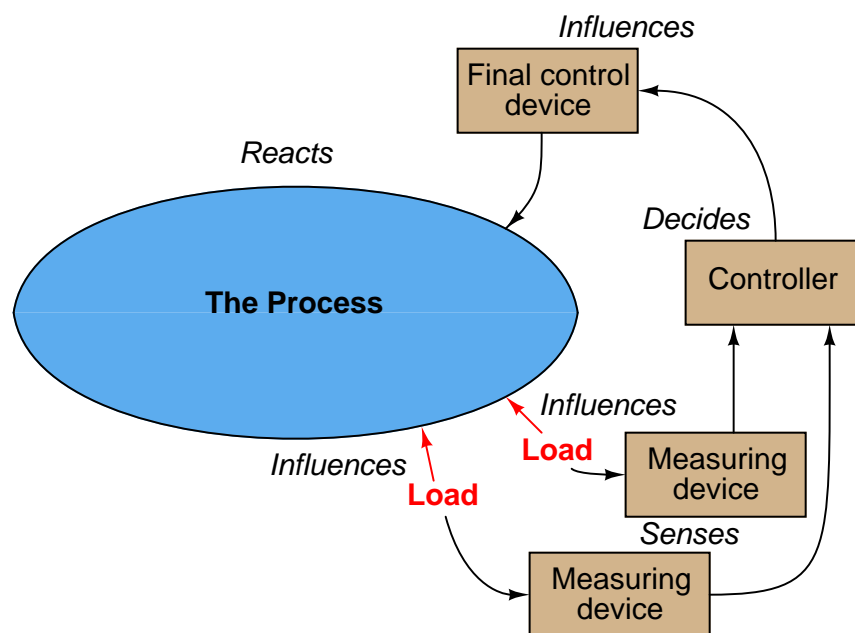 Influences
Final control
device
Reacts
Decides
Controller
The Process
Influences
Load
Measuring
device
Influences
Load
Senses
Measuring
device